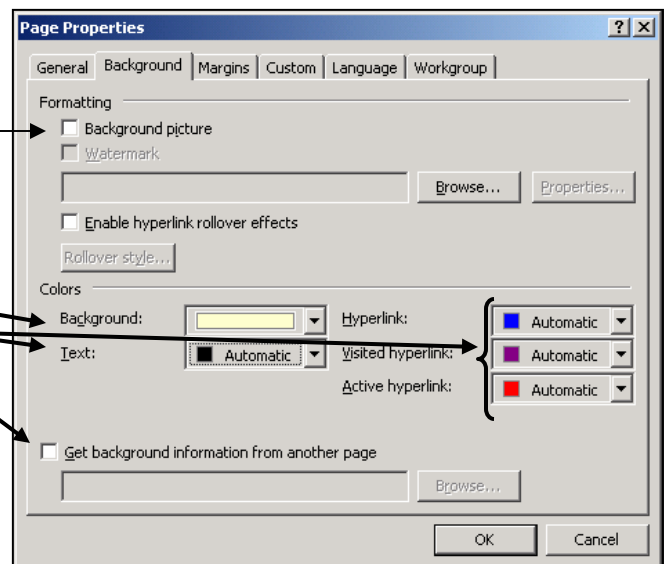 Page Properties
General Background Margins Custom Language Workgroup
Formatting
Background picture
Watermark
Browse... Properties...
Enable hyperlink rollover effects
Rollover style...
Colors
Background: Hyperlink: Automatic
Text: Automatic Visited hyperlink: Automatic
Active hyperlink: Automatic
Get background information from another page
Browse...
OK Cancel